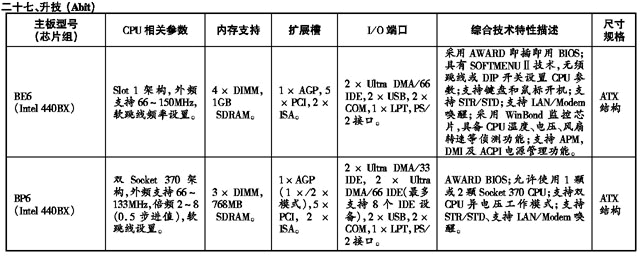 二十七、升技 (Abit)
主板型号
(芯片组)
CPU 相关参数
内存支持
扩展槽
I/O 端口
综合技术特性描述
尺寸
规格
BE6
(Intel 440BX)
Slot 1 架构,外频
支持 66～150MHz,
软跳线频率设置。
4 × DIMM,
1GB
SDRAM。
1 × AGP, 5
× PCI, 2 ×
ISA。
2 × Ultra DMA/66
IDE, 2 × USB, 2 ×
COM, 1 × LPT, PS/
2 接口。
采用 AWARD 即插即用 BIOS;
具有 SOFTMENUⅡ技术,无须
跳线或 DIP 开关设置 CPU 参
数;支持键盘和鼠标开机;支
持 STR/STD;支持 LAN/Modem
唤醒;采用 WinBond 监控芯
片,具备 CPU 温度、电压、风扇
转速等侦测功能;支持 APM,
DMI 及 ACPI 电源管理功能。
ATX
结构
BP6
(Intel 440BX)
双 Socket 370 架
构,外频支持 66～
133MHz,倍频 2～8
(0.5 步进值),软
跳线设置。
3 × DIMM,
768MB
SDRAM。
1 × AGP
(1 ×/2 ×
模式), 5 ×
PCI, 2 ×
ISA。
2 × Ultra DMA/33
IDE, 2 × Ultra
DMA/66 IDE(最多
支持 8 个 IDE 设
备), 2 × USB, 2 ×
COM, 1 × LPT, PS/
2 接口。
AWARD BIOS;允许使用 1 颗
或 2 颗 Socket 370 CPU;支持双
CPU 异电压工作模式;支持
STR/STD、支持 LAN/Modem 唤
醒。
ATX
结构